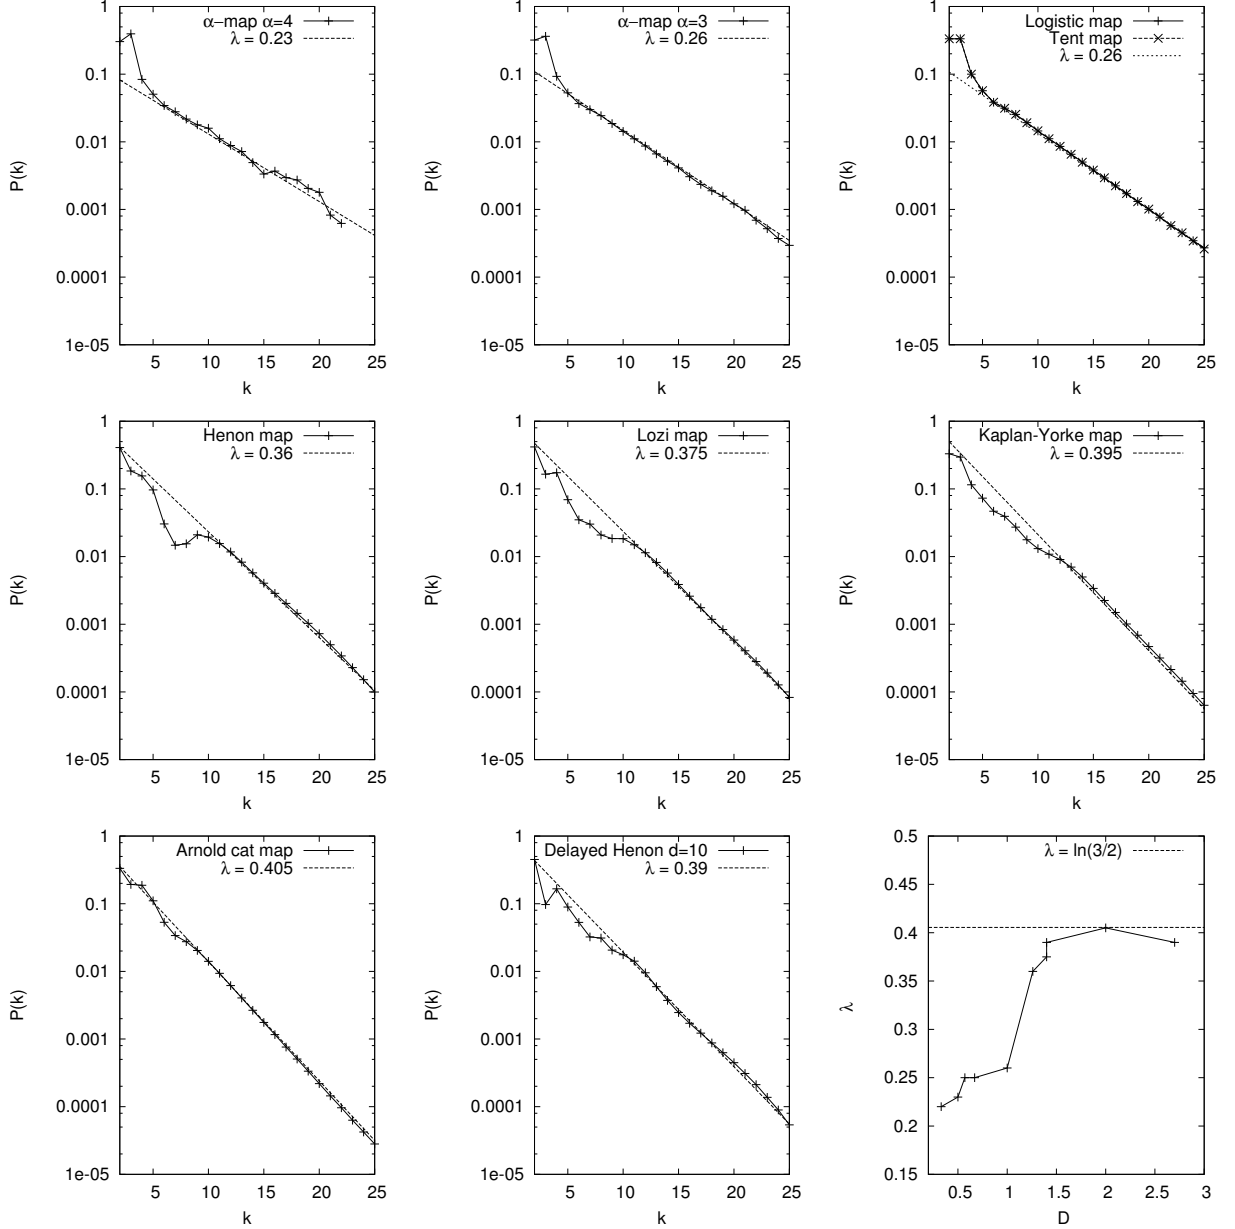 α-map α=4
λ = 0.23
1
0.1
0.01
0.001
0.0001
1e-05
P(k)
5 10 15 20 25
k
α-map α=3
λ = 0.26
1
0.1
0.01
0.001
0.0001
1e-05
P(k)
5 10 15 20 25
k
Logistic map
Tent map
λ = 0.26
1
0.1
0.01
0.001
0.0001
1e-05
P(k)
5 10 15 20 25
k
Henon map
λ = 0.36
1
0.1
0.01
0.001
0.0001
1e-05
P(k)
5 10 15 20 25
k
Lozi map
λ = 0.375
1
0.1
0.01
0.001
0.0001
1e-05
P(k)
5 10 15 20 25
k
Kaplan-Yorke map
λ = 0.395
1
0.1
0.01
0.001
0.0001
1e-05
P(k)
5 10 15 20 25
k
Arnold cat map
λ = 0.405
1
0.1
0.01
0.001
0.0001
1e-05
P(k)
5 10 15 20 25
k
Delayed Henon d=10
λ = 0.39
1
0.1
0.01
0.001
0.0001
1e-05
P(k)
5 10 15 20 25
k
λ = ln(3/2)
0.5
0.45
0.4
0.35
0.3
0.25
0.2
0.15
λ
0.5 1 1.5 2 2.5 3
D